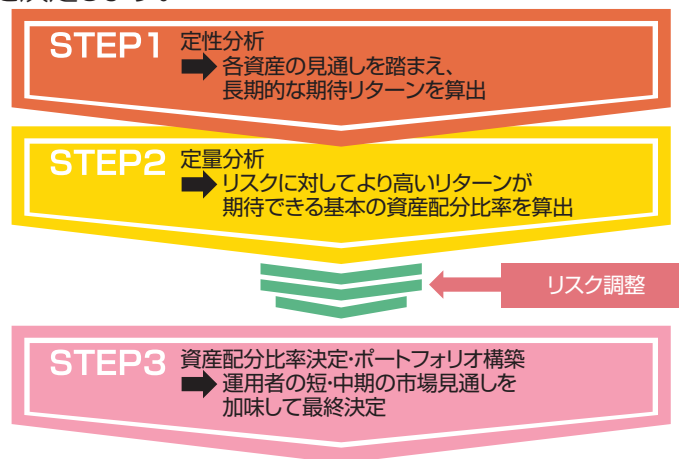 STEP1 定性分析
➡ 各資産の見通しを踏まえ、
長期的な期待リターンを算出
STEP2 定量分析
➡ リスクに対してより高いリターンが
期待できる基本の資産配分比率を算出
リスク調整
STEP3 資産配分比率決定・ポートフォリオ構築
➡ 運用者の短・中期の市場見通しを
加味して最終決定